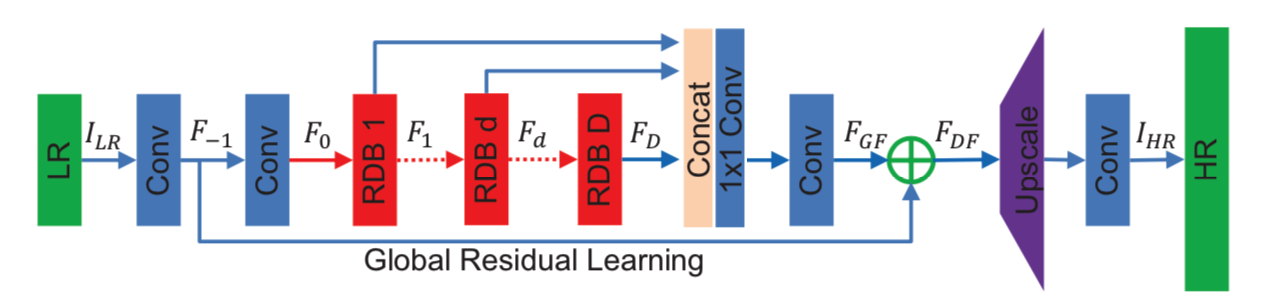 LR
I_LR
Conv
F_−1
Conv
F_0
RDB 1
F_1
RDB d
F_d
RDB D
F_D
Concat
1x1 Conv
Conv
F_GF
F_DF
Upscale
Conv
I_HR
HR
Global Residual Learning